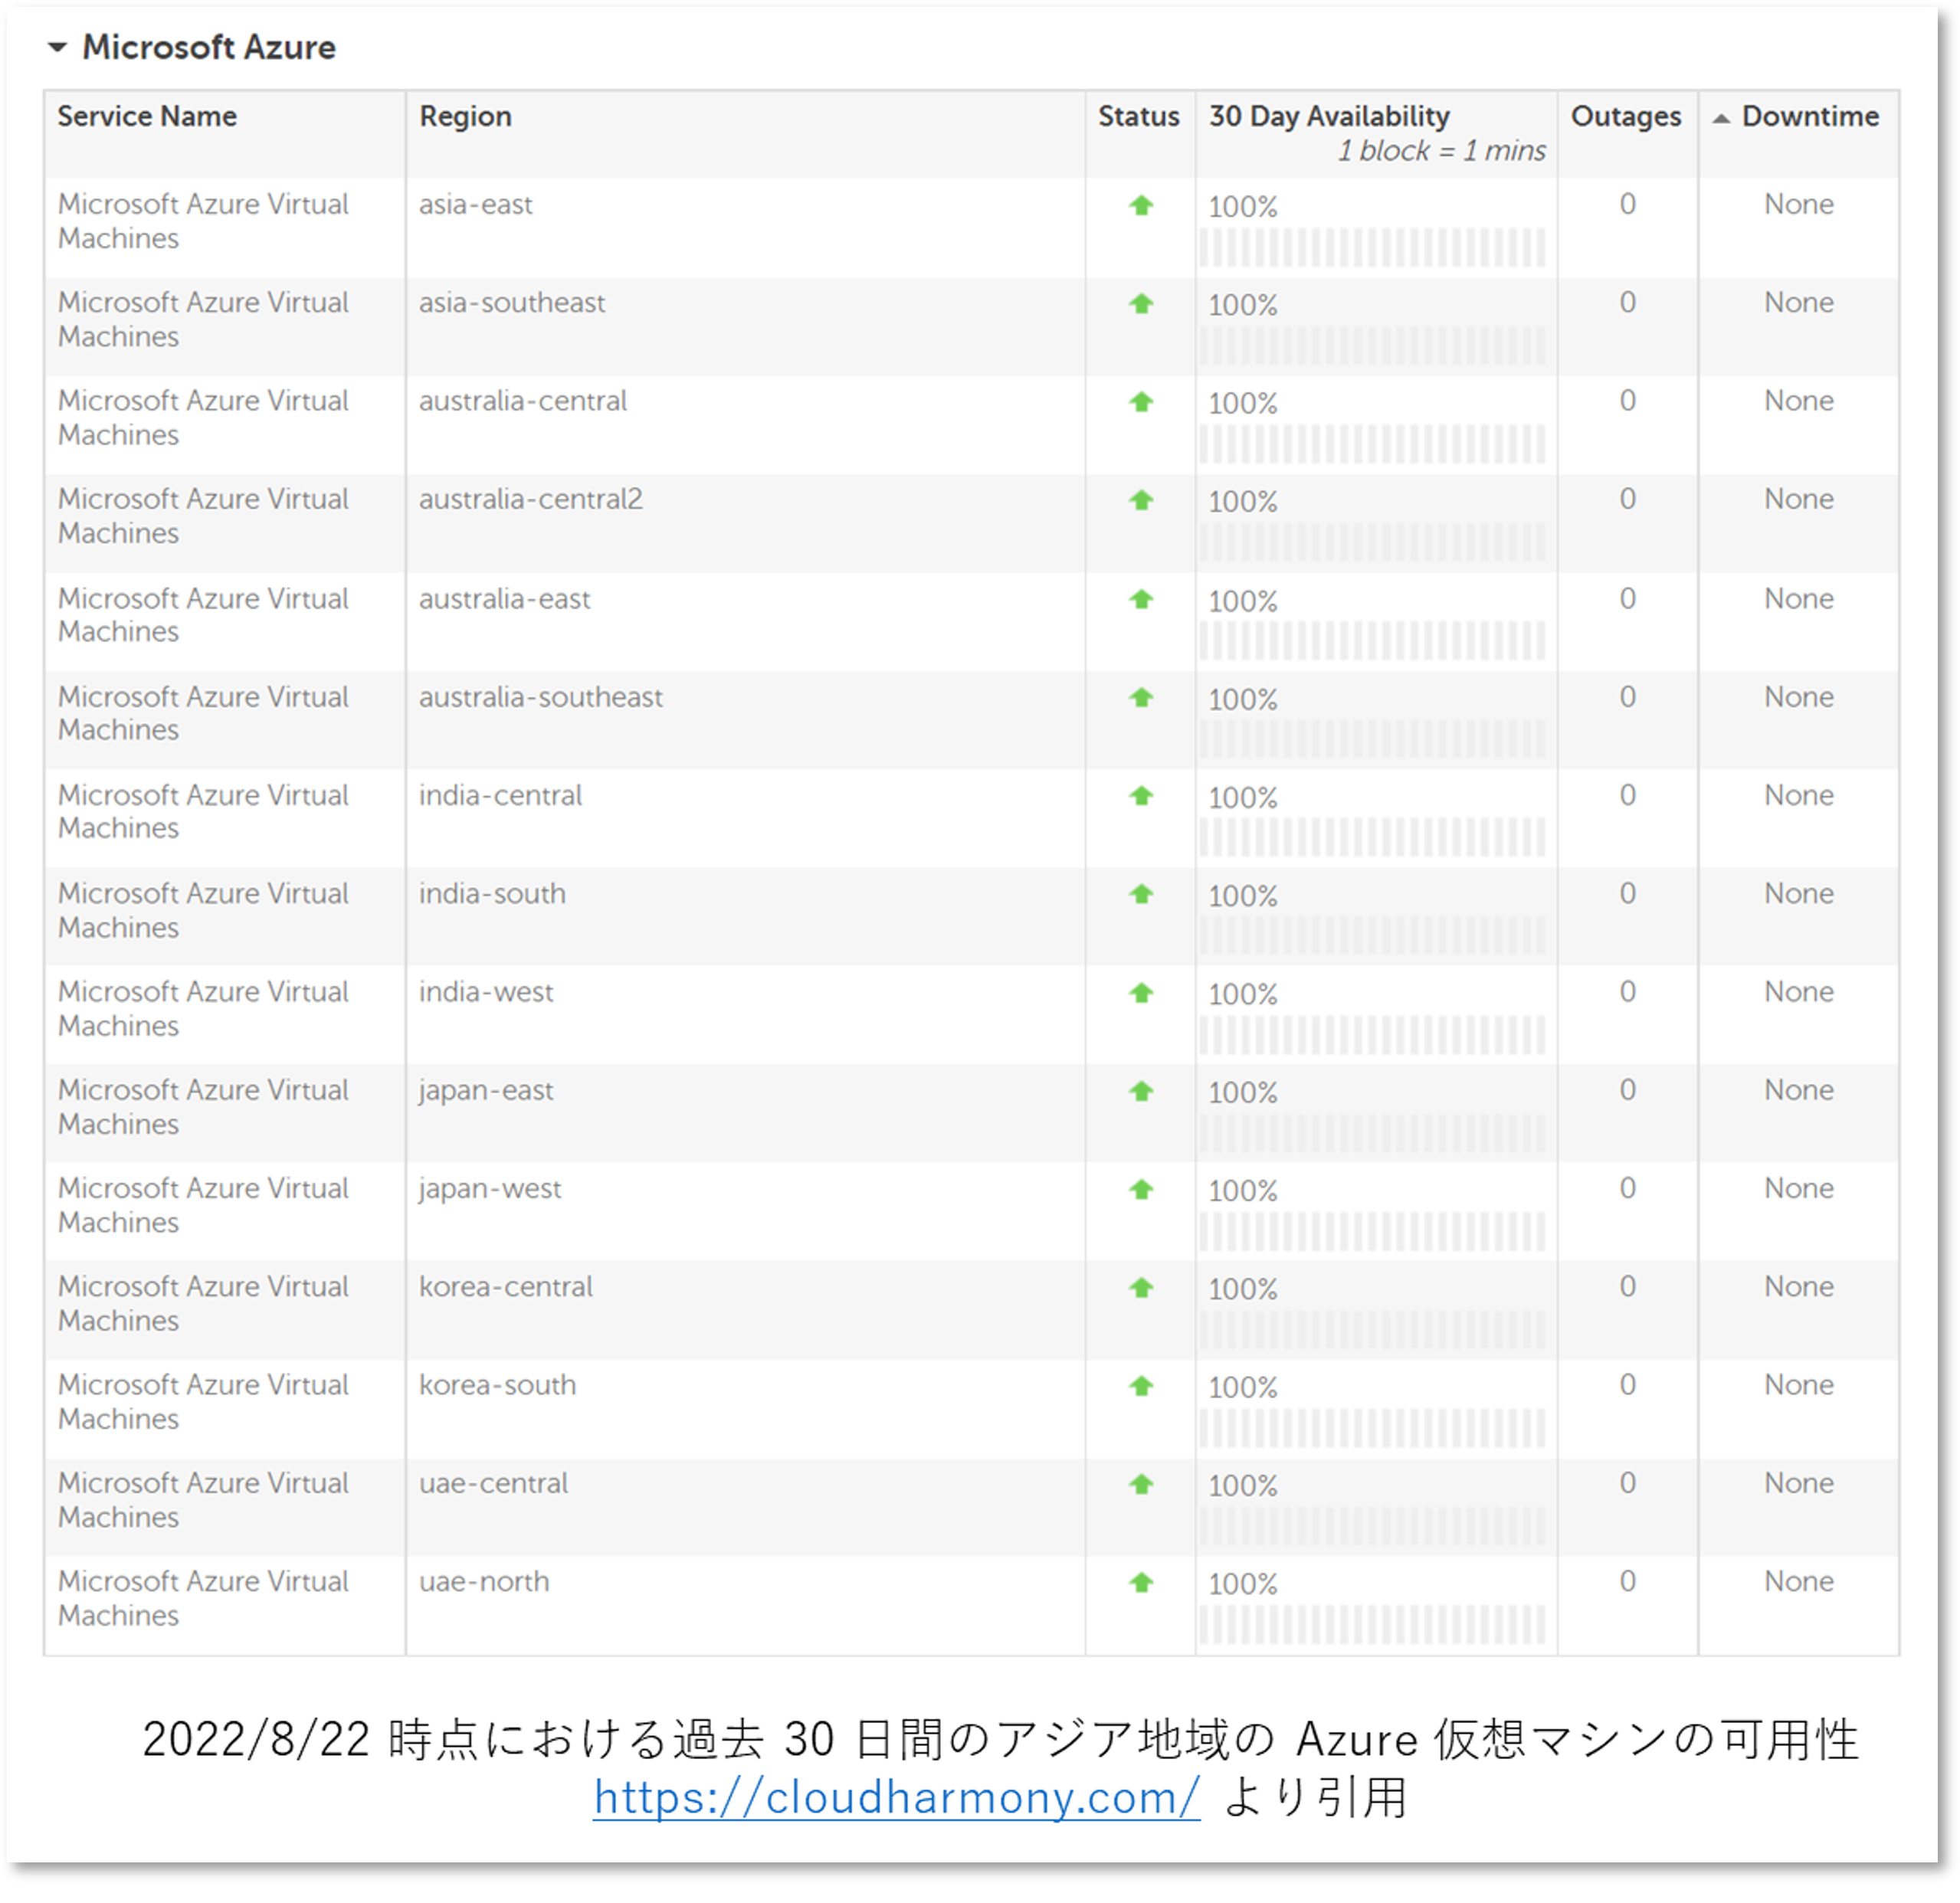 Microsoft Azure
Service Name Region Status 30 Day Availability Outages Downtime
1 block = 1 mins
Microsoft Azure Virtual asia-east 100% 0 None
Machines
Microsoft Azure Virtual asia-southeast 100% 0 None
Machines
Microsoft Azure Virtual australia-central 100% 0 None
Machines
Microsoft Azure Virtual australia-central2 100% 0 None
Machines
Microsoft Azure Virtual australia-east 100% 0 None
Machines
Microsoft Azure Virtual australia-southeast 100% 0 None
Machines
Microsoft Azure Virtual india-central 100% 0 None
Machines
Microsoft Azure Virtual india-south 100% 0 None
Machines
Microsoft Azure Virtual india-west 100% 0 None
Machines
Microsoft Azure Virtual japan-east 100% 0 None
Machines
Microsoft Azure Virtual japan-west 100% 0 None
Machines
Microsoft Azure Virtual korea-central 100% 0 None
Machines
Microsoft Azure Virtual korea-south 100% 0 None
Machines
Microsoft Azure Virtual uae-central 100% 0 None
Machines
Microsoft Azure Virtual uae-north 100% 0 None
Machines
2022/8/22 時点における過去 30 日間のアジア地域の Azure 仮想マシンの可用性
https://cloudharmony.com/ より引用